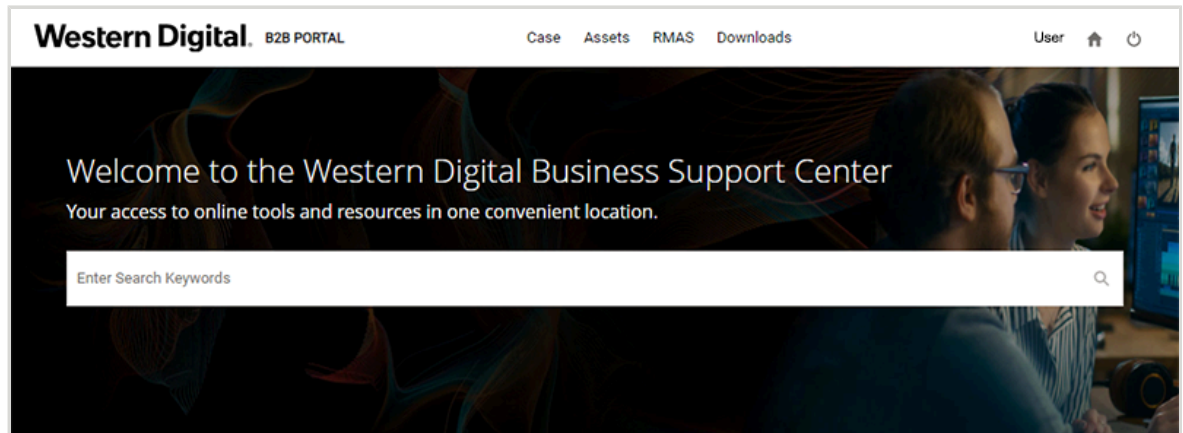 Western Digital. B2B PORTAL Case Assets RMAS Downloads User
Welcome to the Western Digital Business Support Center
Your access to online tools and resources in one convenient location.
Enter Search Keywords